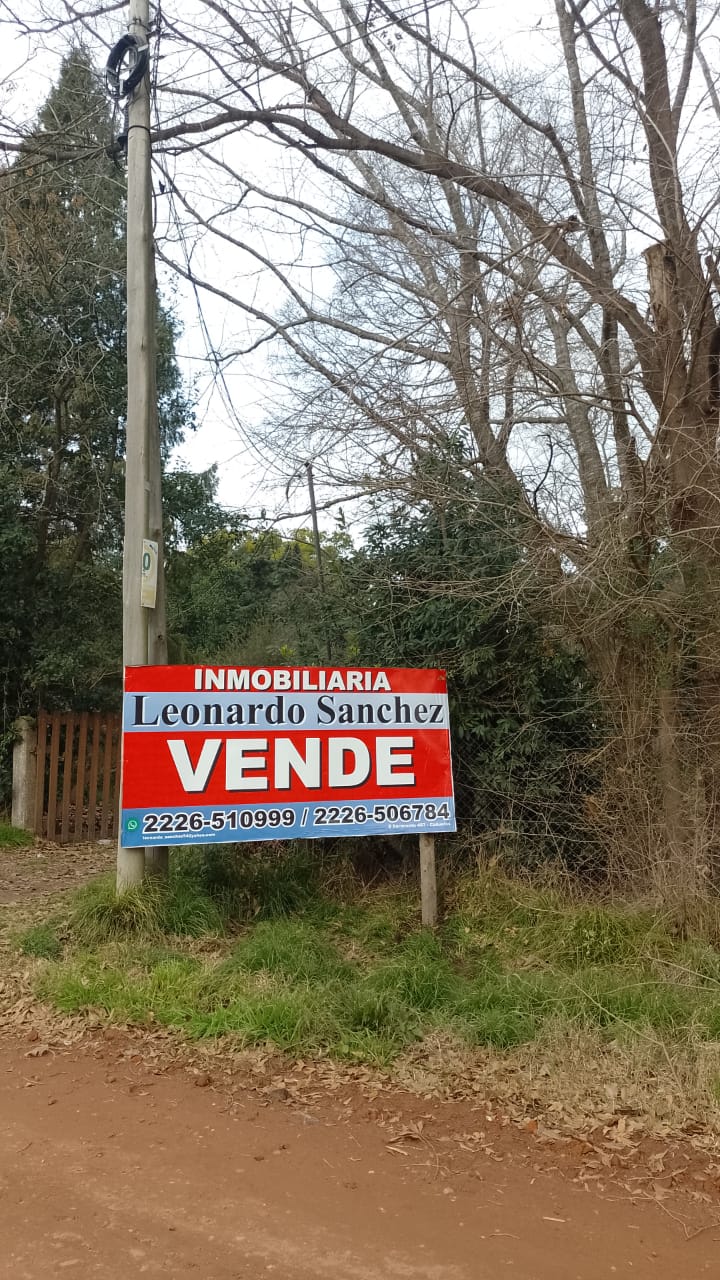 INMOBILIARIA
Leonardo Sanchez
VENDE
2226-510999 / 2226-506784